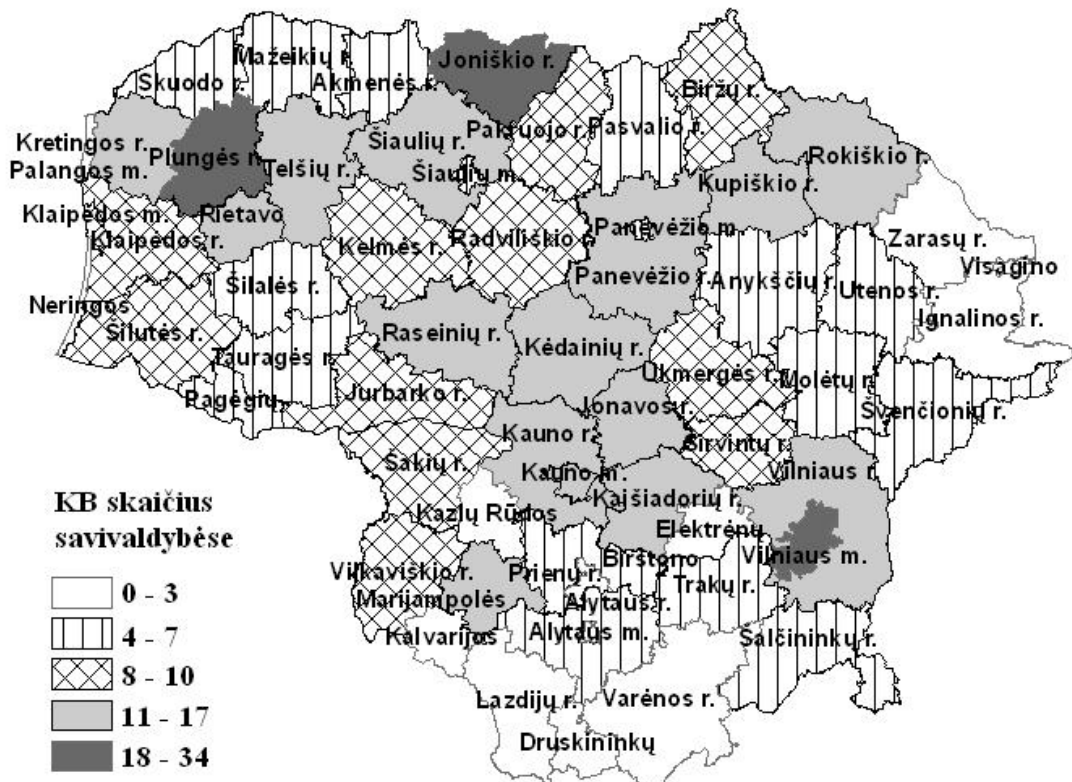 Mažeikių r.
Joniškio r.
Skuodo r.
Akmenės r.
Biržų r.
Kretingos r.
Šiaulių r.
Pakruojo r.
Pasvalio r.
Palangos m.
Plungės r.
Telšių r.
Šiaulių m.
Rokiškio r.
Kupiškio r.
Klaipėdos m.
Rietavo
Klaipėdos r.
Kelmės r.
Radviliškio r.
Panevėžio m.
Zarasų r.
Visagino
Neringos
Šilalės r.
Panevėžio r.
Anykščių r.
Utenos r.
Ignalinos r.
Šilutės r.
Raseinių r.
Kėdainių r.
Tauragės r.
Ukmergės r.
Molėtų r.
Pagėgių
Jurbarko r.
Jonavos r.
Švenčionių r.
Kauno r.
Širvintų r.
Šakių r.
Kauno m.
Vilniaus r.
Kaišiadorių r.
Kazlų Rūdos
Elektrėnų
Vilniaus m.
Vilkaviškio r.
Prienų r.
Birštono
Trakų r.
Marijampolės
Alytaus r.
Kalvarijos
Alytaus m.
Šalčininkų r.
Lazdijų r.
Varėnos r.
Druskininkų
KB skaičius
savivaldybėse
0 - 3
4 - 7
8 - 10
11 - 17
18 - 34